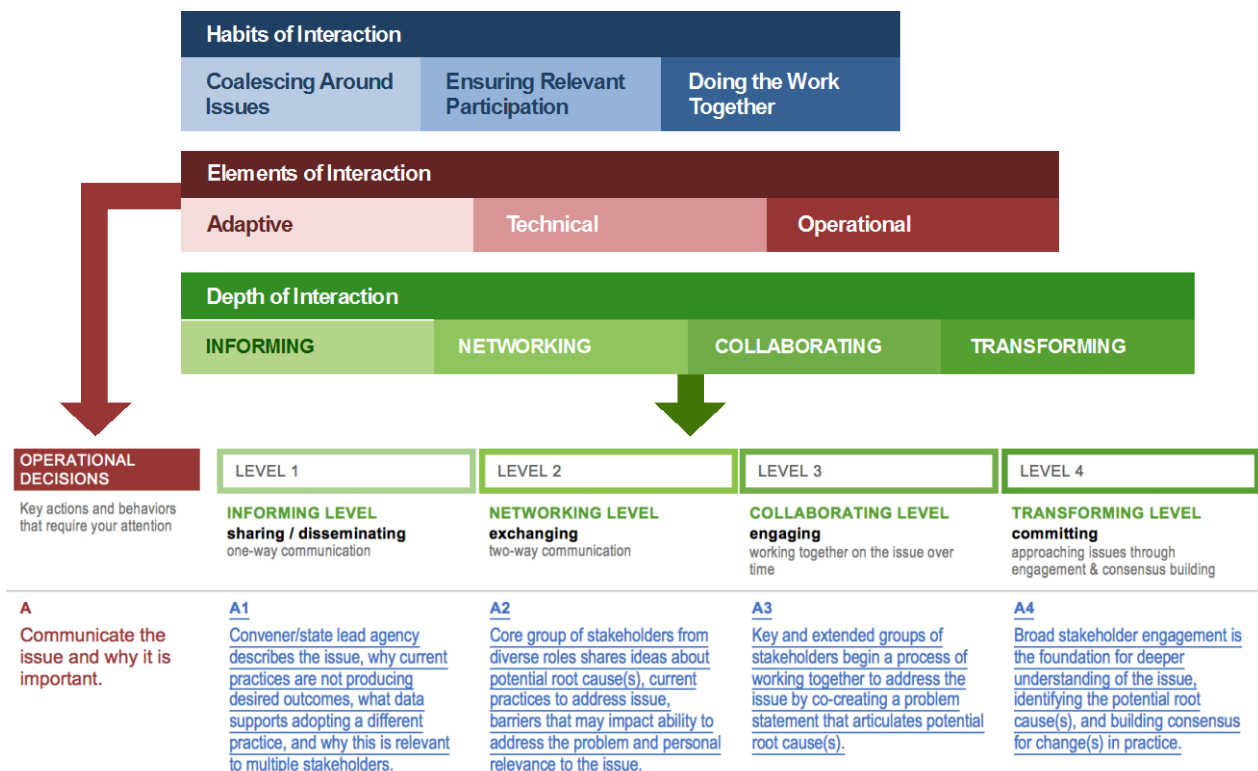 Habits of Interaction
Coalescing Around
Issues
Ensuring Relevant
Participation
Doing the Work
Together
Elements of Interaction
Adaptive
Technical
Operational
Depth of Interaction
INFORMING
NETWORKING
COLLABORATING
TRANSFORMING
OPERATIONAL
DECISIONS
Key actions and behaviors
that require your attention
LEVEL 1
INFORMING LEVEL
sharing / disseminating
one-way communication
LEVEL 2
NETWORKING LEVEL
exchanging
two-way communication
LEVEL 3
COLLABORATING LEVEL
engaging
working together on the issue over
time
LEVEL 4
TRANSFORMING LEVEL
committing
approaching issues through
engagement & consensus building
A
Communicate the
issue and why it is
important.
A1
Convener/state lead agency
describes the issue, why current
practices are not producing
desired outcomes, what data
supports adopting a different
practice, and why this is relevant
to multiple stakeholders.
A2
Core group of stakeholders from
diverse roles shares ideas about
potential root cause(s), current
practices to address issue,
barriers that may impact ability to
address the problem and personal
relevance to the issue.
A3
Key and extended groups of
stakeholders begin a process of
working together to address the
issue by co-creating a problem
statement that articulates potential
root cause(s).
A4
Broad stakeholder engagement is
the foundation for deeper
understanding of the issue,
identifying the potential root
cause(s), and building consensus
for change(s) in practice.